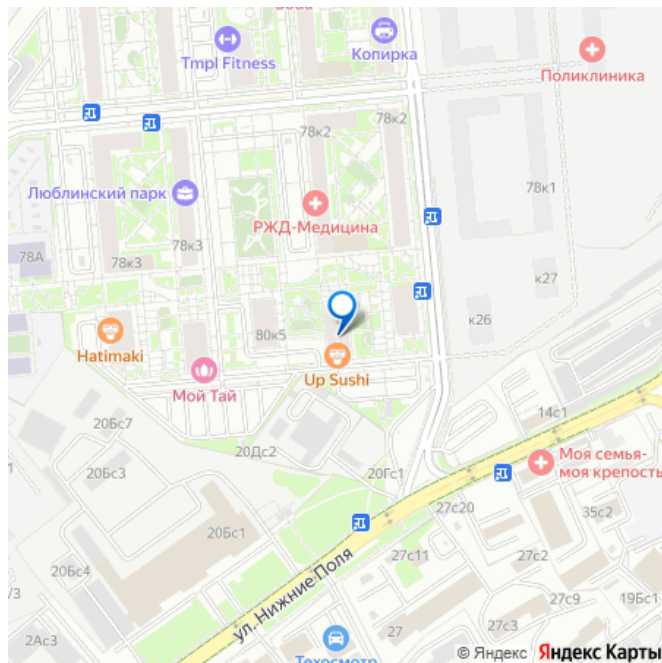 Tmpl Fitness
Копирка
Поликлиника
78к2
78к2
78к1
Люблинский парк
РЖД-Медицина
78к3
78А
78к3
к27
к26
80к5
Hatimaki
Up Sushi
Мой Тай
14с1
20Бс7
20Дс2
Моя семья-
моя крепость
20Бс3
20Гс1
27с20
35с2
20Бс1
27с11
27с2
20Бс4
ул. Нижние Поля
27с9
19Бс1
2Ас3
27
27с3
Техосмотр
© Яндекс Яндекс Карты